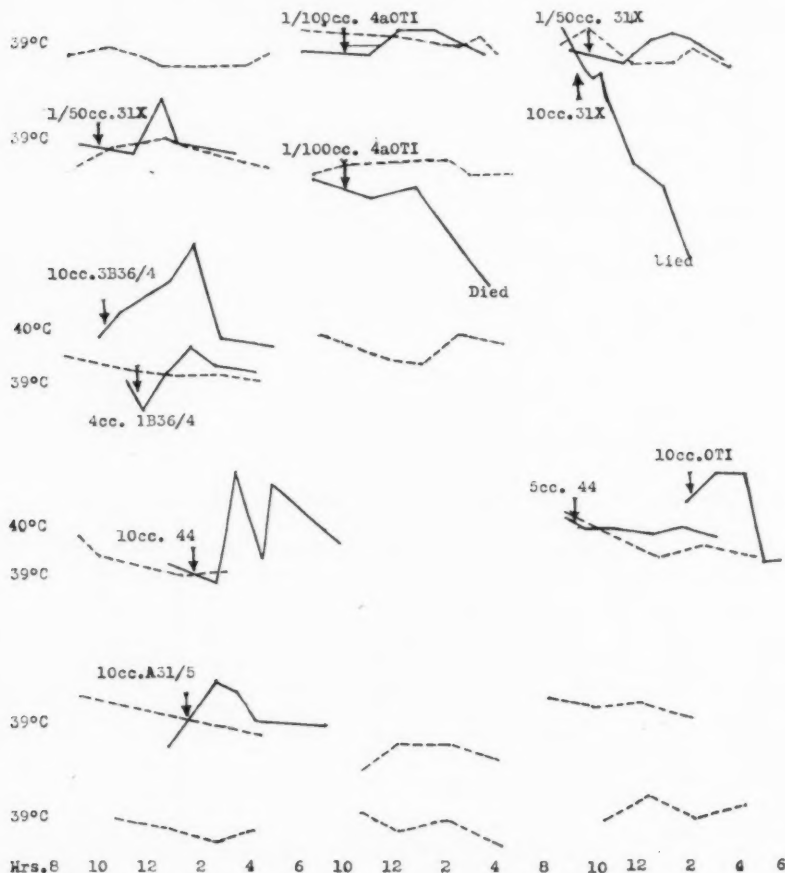 39°C
1/100cc. 4aOTI
1/50cc. 31X
10cc.31X
39°C
1/50cc.31X
1/100cc. 4aOTI
Died
Died
10cc.3B36/4
40°C
39°C
4cc. 1B36/4
10cc.OTI
5cc. 44
40°C
10cc. 44
39°C
10cc.A31/5
39°C
39°C
Hrs.8 10 12 2 4 6 10 12 2 4 8 10 12 2 4 6